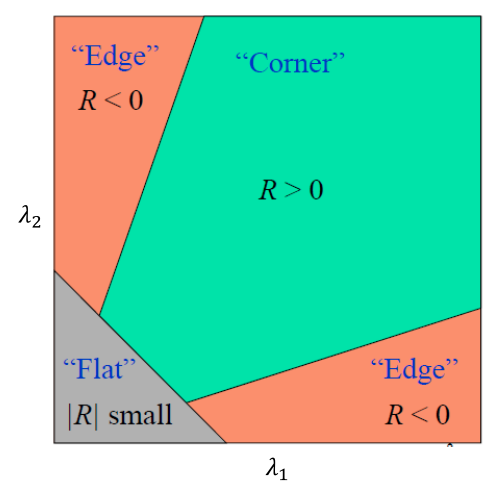 “Edge”
R < 0
“Corner”
R > 0
λ₂
“Flat”
|R| small
“Edge”
R < 0
λ₁